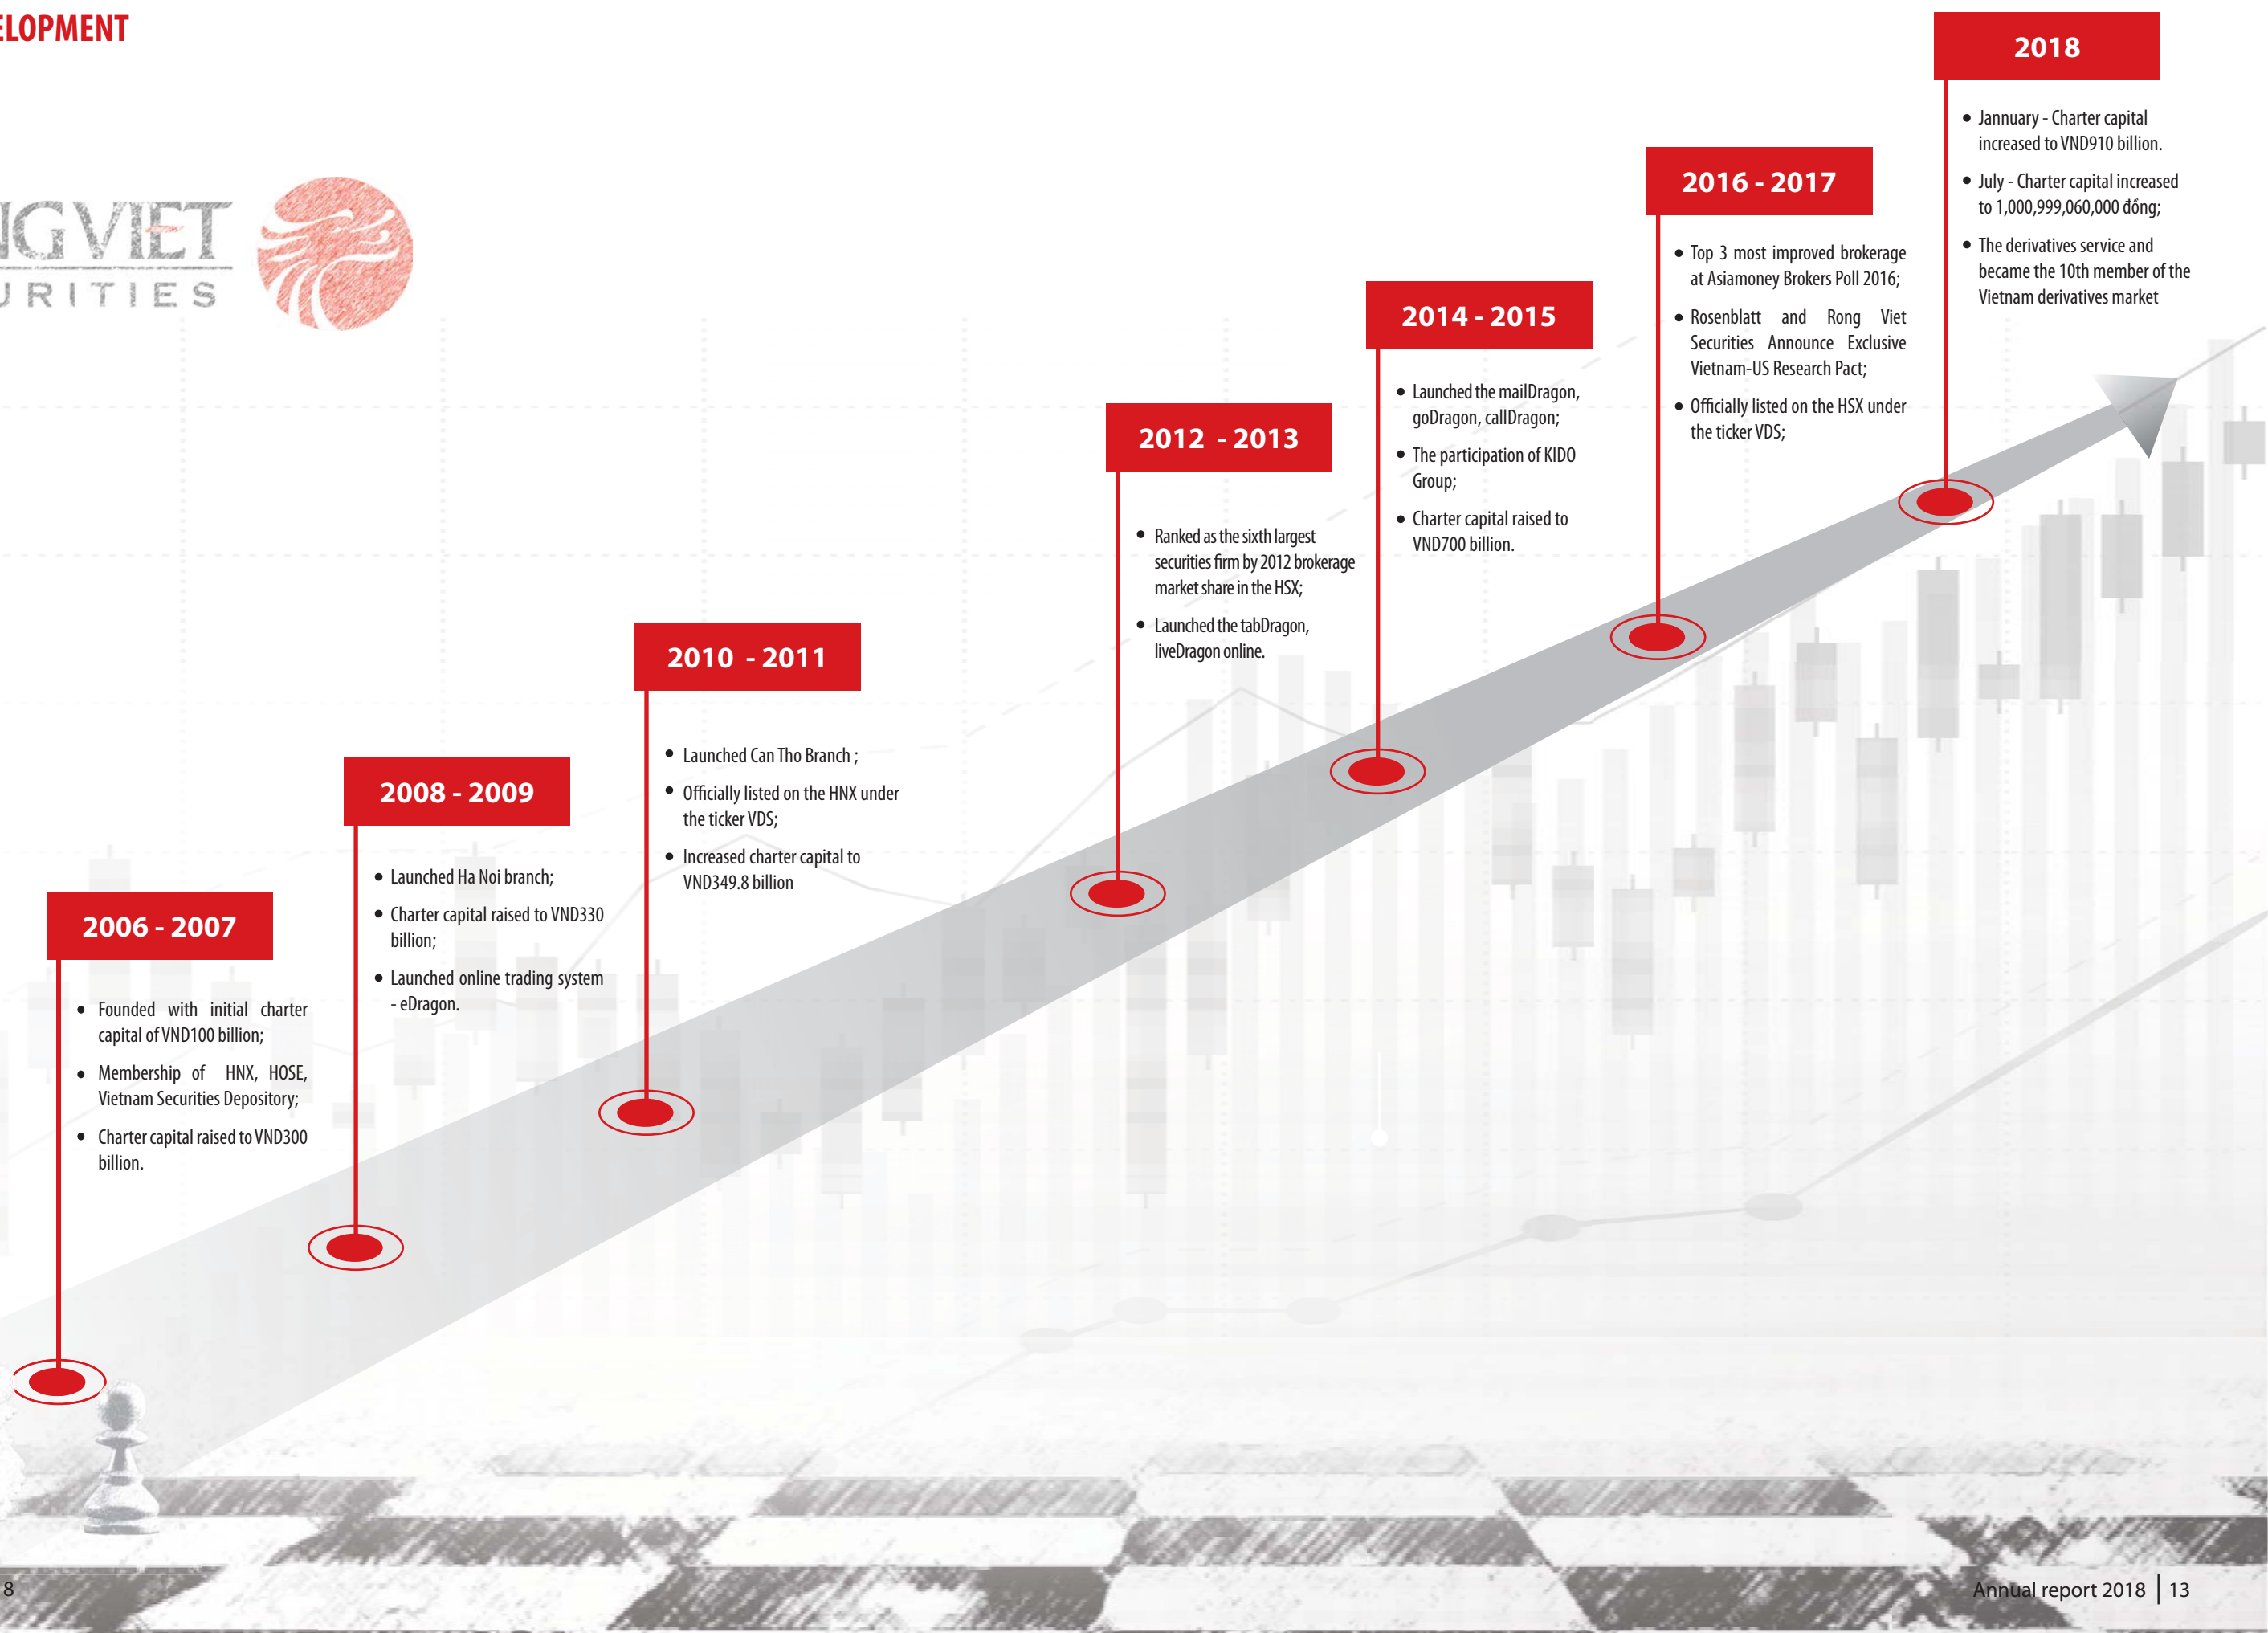 ELOPMENT
NG VIET
URITIES
2018
Jannuary - Charter capital
increased to VND910 billion.
July - Charter capital increased
to 1,000,999,060,000 đồng;
The derivatives service and
became the 10th member of the
Vietnam derivatives market
2016 - 2017
Top 3 most improved brokerage
at Asiamoney Brokers Poll 2016;
Rosenblatt and Rong Viet
Securities Announce Exclusive
Vietnam-US Research Pact;
Officially listed on the HSX under
the ticker VDS;
2014 - 2015
Launched the mailDragon,
goDragon, callDragon;
The participation of KIDO
Group;
Charter capital raised to
VND700 billion.
2012 - 2013
Ranked as the sixth largest
securities firm by 2012 brokerage
market share in the HSX;
Launched the tabDragon,
liveDragon online.
2010 - 2011
Launched Can Tho Branch ;
Officially listed on the HNX under
the ticker VDS;
Increased charter capital to
VND349.8 billion
2008 - 2009
Launched Ha Noi branch;
Charter capital raised to VND330
billion;
Launched online trading system
- eDragon.
2006 - 2007
Founded with initial charter
capital of VND100 billion;
Membership of HNX, HOSE,
Vietnam Securities Depository;
Charter capital raised to VND300
billion.
8
Annual report 2018 | 13